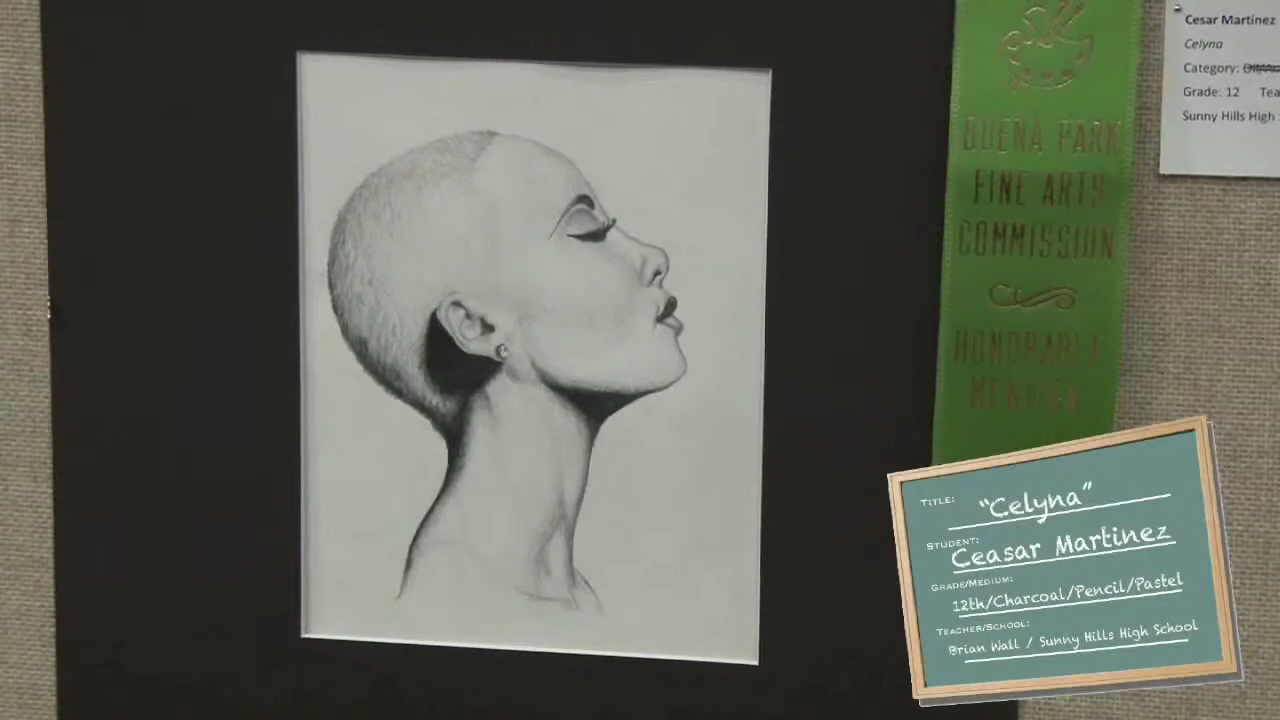 BUENA PARK
FINE ARTS
COMMISSION
HONORABLE
MENTION
Cesar Martinez
Celyna
Category:
Grade: 12
Sunny Hills High
TITLE: "Celyna"
STUDENT:
Ceasar Martinez
GRADE/MEDIUM:
12th/Charcoal/Pencil/Pastel
TEACHER/SCHOOL:
Brian Wall / Sunny Hills High School